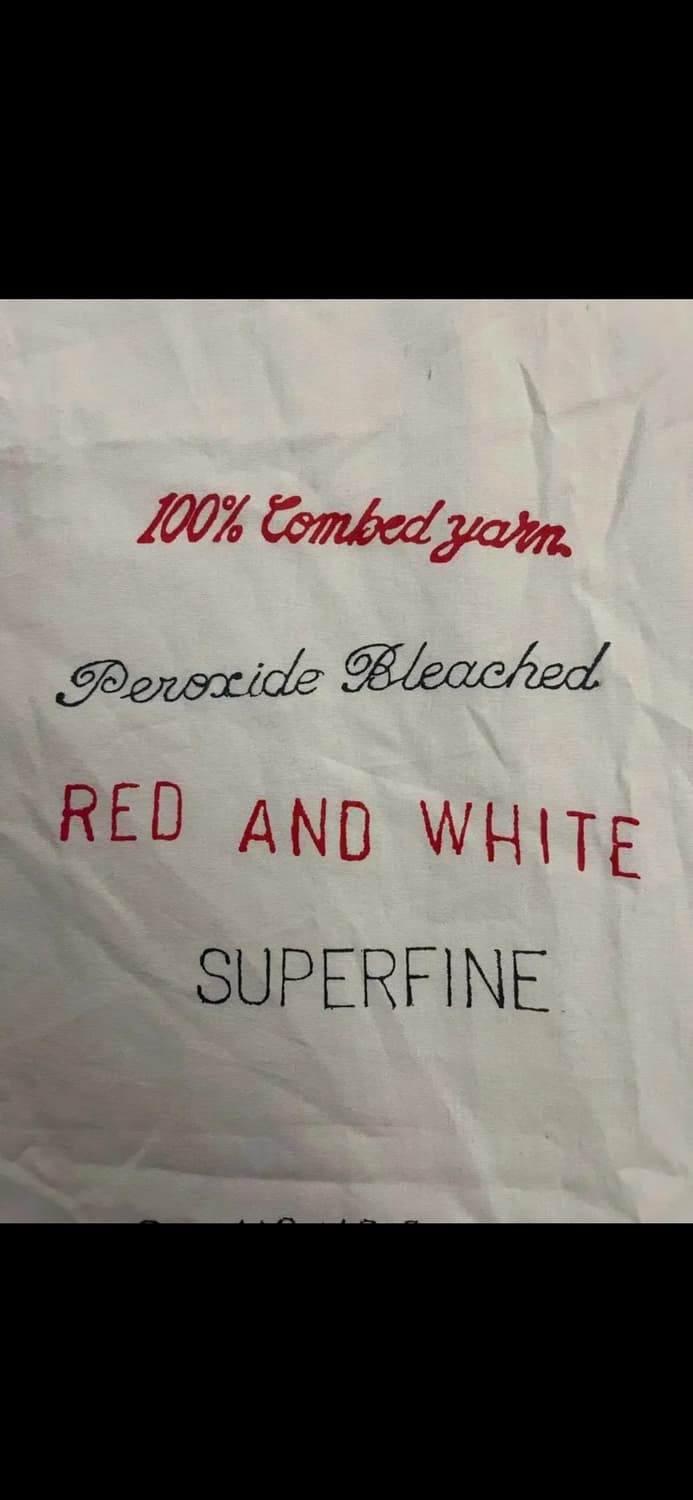 100% Combed yarn.
Peroxide Bleached
RED AND WHITE
SUPERFINE